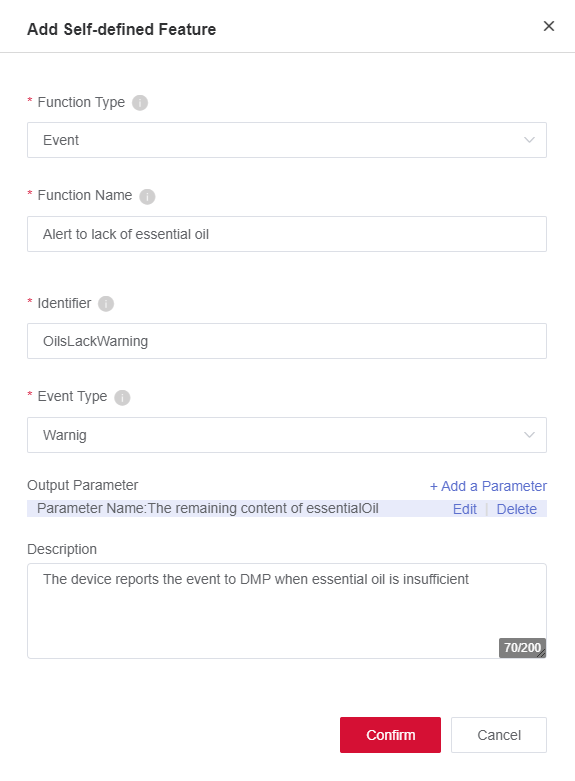 Add Self-defined Feature
* Function Type
Event
* Function Name
Alert to lack of essential oil
* Identifier
OilsLackWarning
* Event Type
Warnig
Output Parameter + Add a Parameter
Parameter Name:The remaining content of essentialOil Edit Delete
Description
The device reports the event to DMP when essential oil is insufficient
70/200
Confirm Cancel